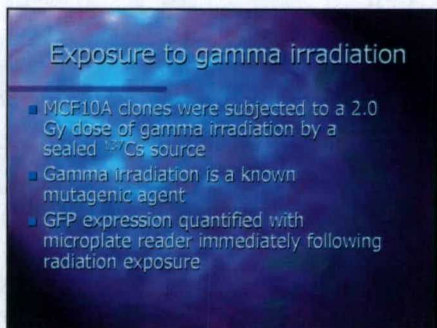 Exposure to gamma irradiation
MCF10A clones were subjected to a 2.0
Gy dose of gamma irradiation by a
sealed ¹³⁷Cs source
Gamma irradiation is a known
mutagenic agent
GFP expression quantified with
microplate reader immediately following
radiation exposure